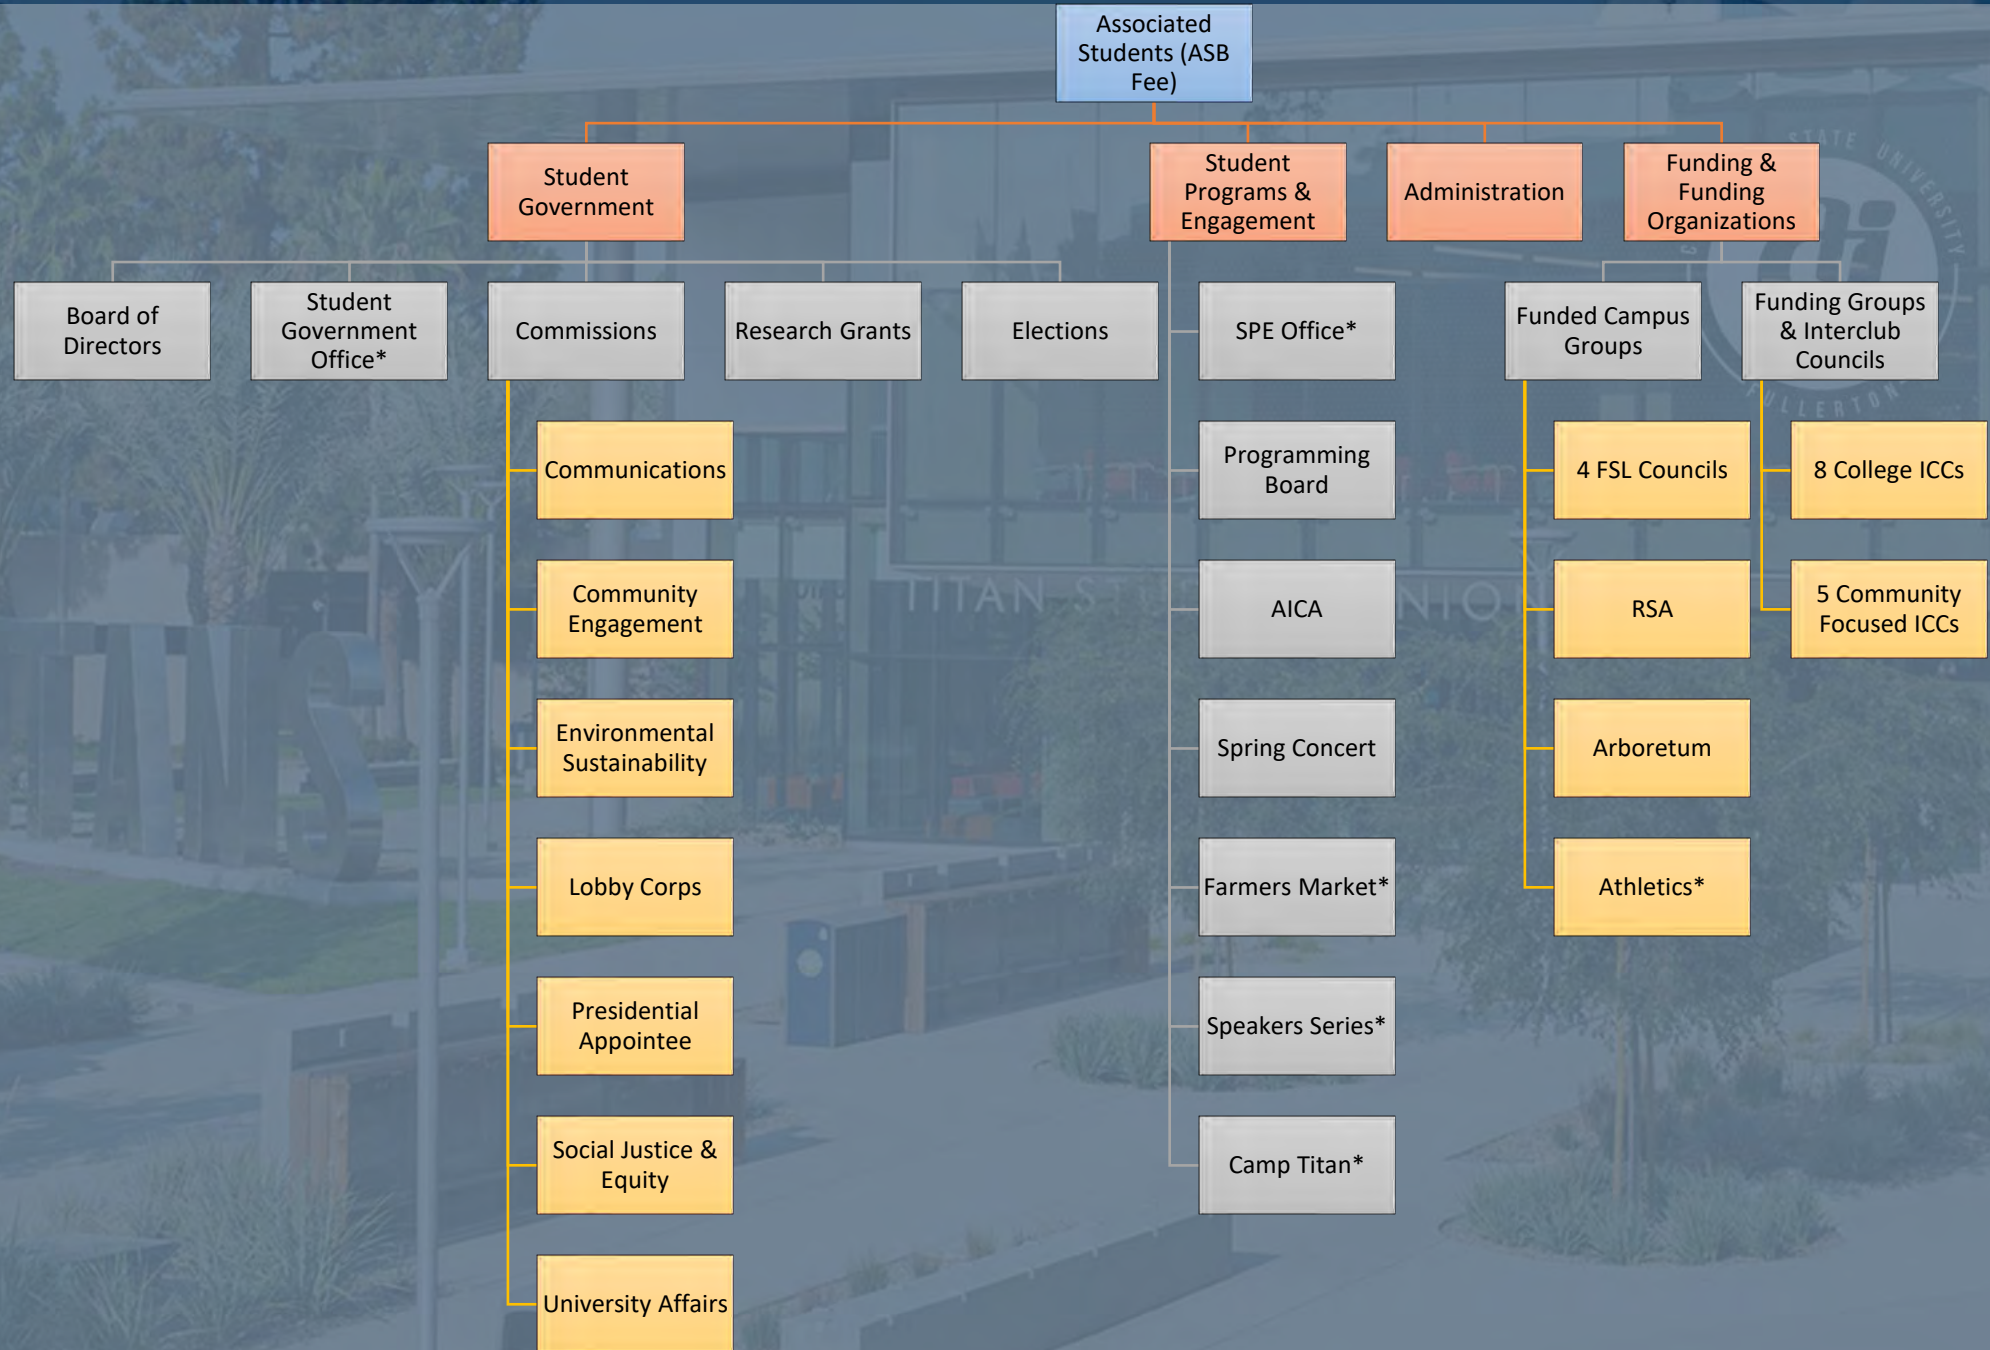 Associated
Students (ASB
Fee)
Student
Government
Student
Programs &
Engagement
Administration
Funding &
Funding
Organizations
Board of
Directors
Student
Government
Office*
Commissions
Research Grants
Elections
SPE Office*
Funded Campus
Groups
Funding Groups
& Interclub
Councils
Communications
Programming
Board
4 FSL Councils
8 College ICCs
Community
Engagement
AICA
RSA
5 Community
Focused ICCs
Environmental
Sustainability
Spring Concert
Arboretum
Lobby Corps
Farmers Market*
Athletics*
Presidential
Appointee
Speakers Series*
Social Justice &
Equity
Camp Titan*
University Affairs
STATE UNIVERSITY
FULLERTON
TITAN